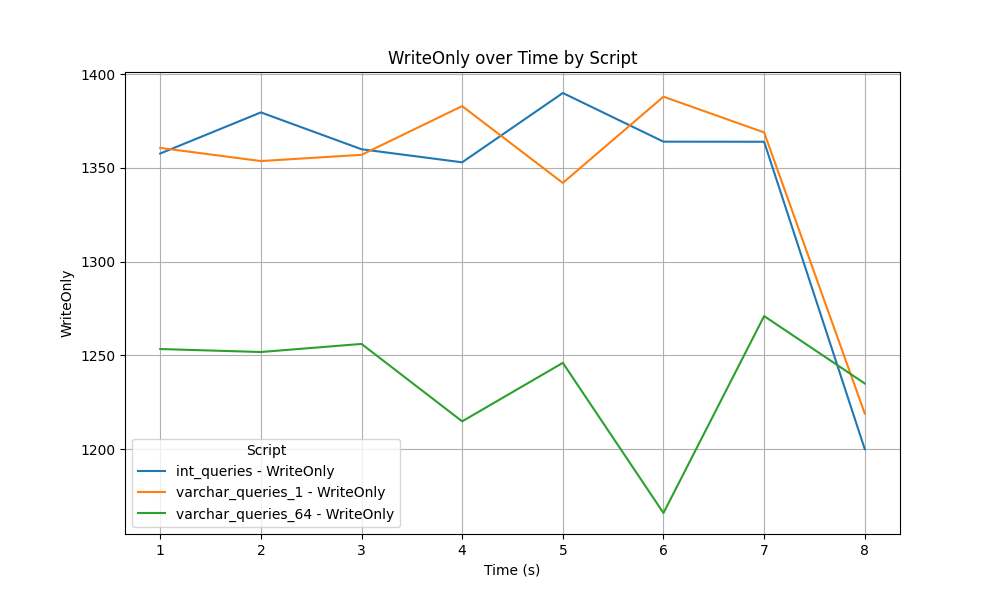 WriteOnly over Time by Script
1400
1350
1300
1250
1200
WriteOnly
Script
int_queries - WriteOnly
varchar_queries_1 - WriteOnly
varchar_queries_64 - WriteOnly
1 2 3 4 5 6 7 8
Time (s)